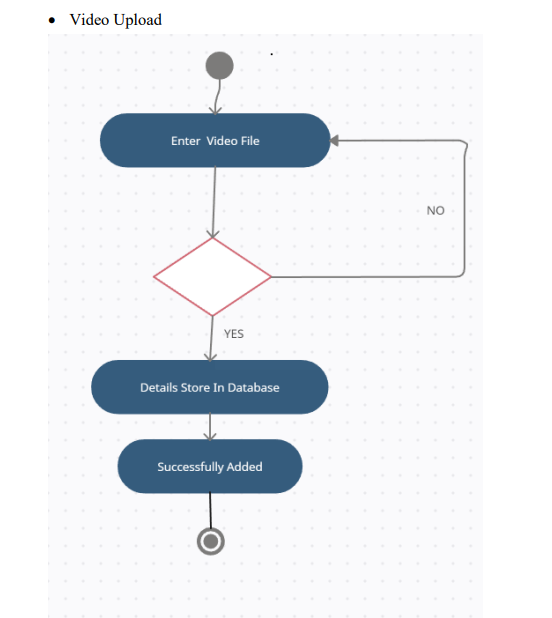 • Video Upload
Enter Video File
NO
YES
Details Store In Database
Successfully Added